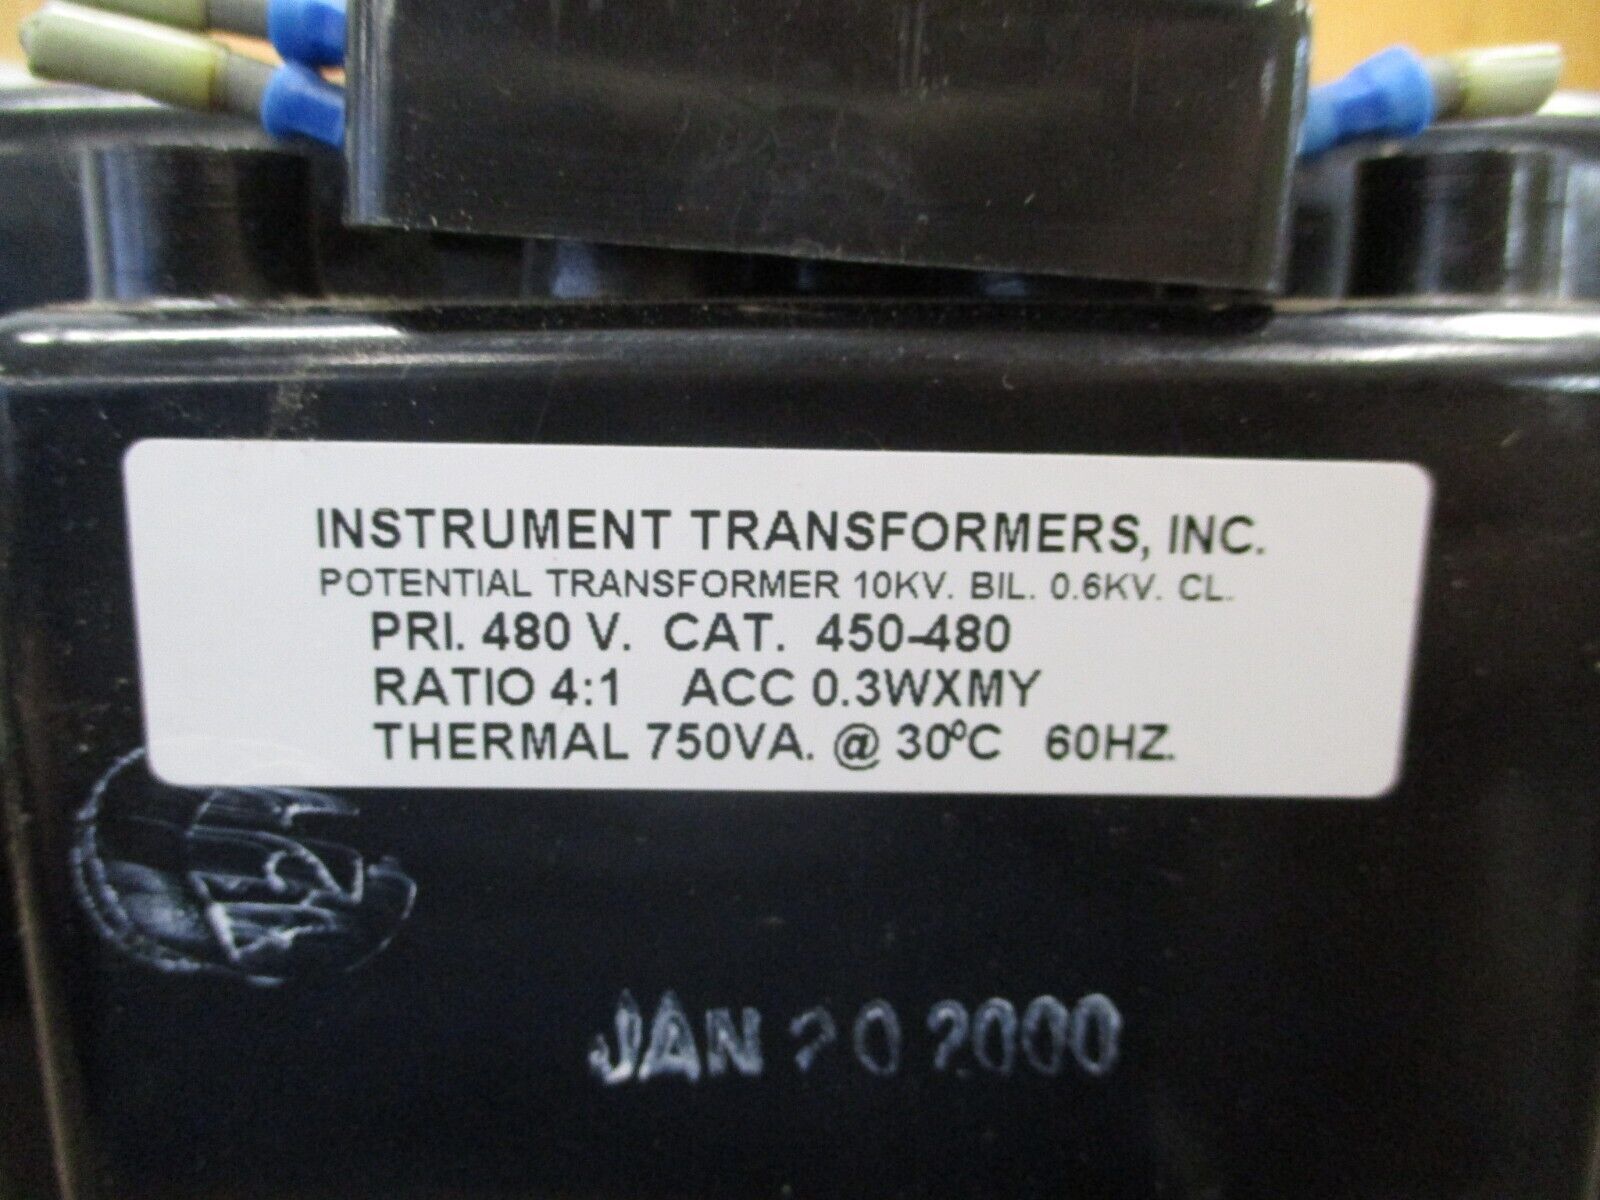 INSTRUMENT TRANSFORMERS, INC.
POTENTIAL TRANSFORMER 10KV. BIL. 0.6KV. CL.
PRI. 480 V. CAT. 450-480
RATIO 4:1 ACC 0.3WXMY
THERMAL 750VA. @ 30°C 60HZ.
JAN 20 2000